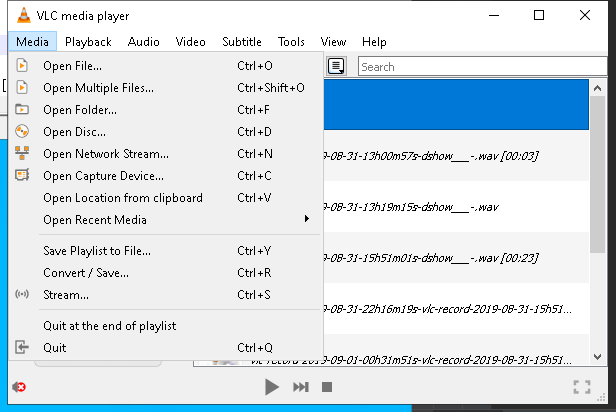 VLC media player
Media Playback Audio Video Subtitle Tools View Help
Search
Open File... Ctrl+O
Open Multiple Files... Ctrl+Shift+O
Open Folder... Ctrl+F
Open Disc... Ctrl+D
Open Network Stream... Ctrl+N
Open Capture Device... Ctrl+C
Open Location from clipboard Ctrl+V
Open Recent Media
Save Playlist to File... Ctrl+Y
Convert / Save... Ctrl+R
Stream... Ctrl+S
Quit at the end of playlist
Quit Ctrl+Q
9-08-31-13h00m57s-dshow___-.wav [00:03]
9-08-31-13h19m15s-dshow___-.wav
9-08-31-15h51m01s-dshow___-.wav [00:23]
9-08-31-22h16m19s-vlc-record-2019-08-31-15h51...
vlc-record-2019-09-01-00h31m51s-vlc-record-2019-08-31-15h51...